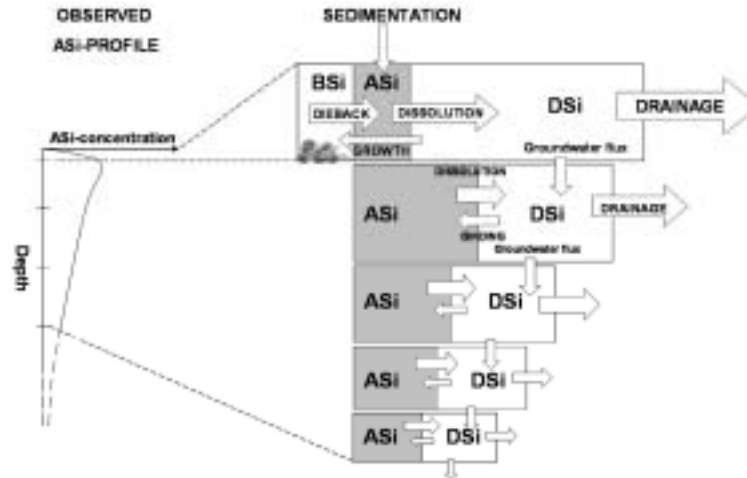 OBSERVED
ASi-PROFILE
SEDIMENTATION
BSi
ASi
DIEBACK
DISSOLUTION
DSi
DRAINAGE
GROWTH
Groundwater flux
ASi-concentration
Depth
DISSOLUTION
ASi
DSi
DRAINAGE
BINDING
Groundwater flux
ASi
DSi
ASi
DSi
ASi
DSi